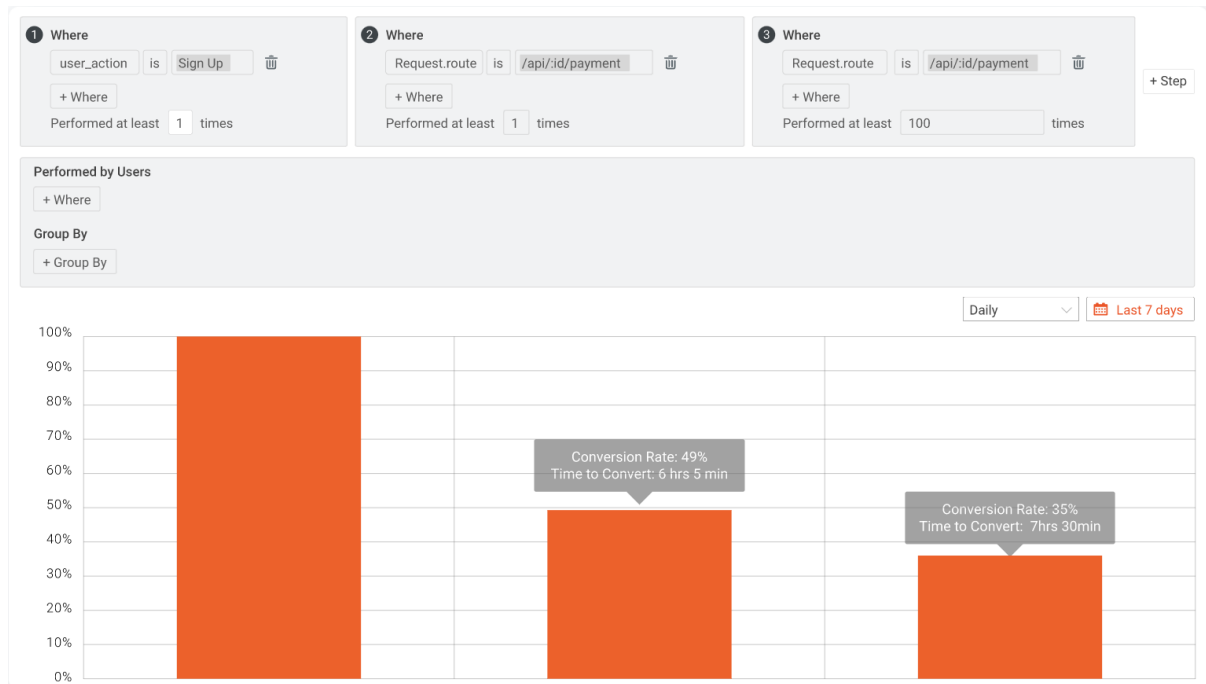 1 Where
user_action is Sign Up
+ Where
Performed at least 1 times
2 Where
Request.route is /api/:id/payment
+ Where
Performed at least 1 times
3 Where
Request.route is /api/:id/payment
+ Where
Performed at least 100 times
+ Step
Performed by Users
+ Where
Group By
+ Group By
Daily
Last 7 days
100%
90%
80%
70%
60%
50%
40%
30%
20%
10%
0%
Conversion Rate: 49%
Time to Convert: 6 hrs 5 min
Conversion Rate: 35%
Time to Convert: 7hrs 30min